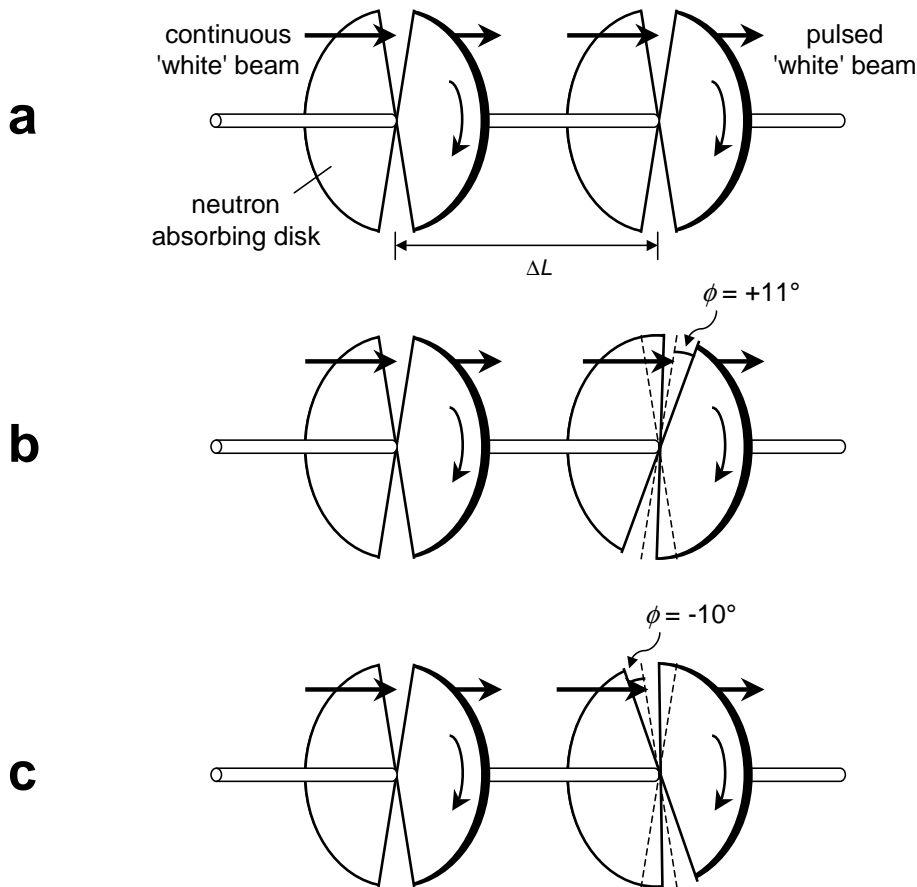 continuous
'white' beam
pulsed
'white' beam
a
neutron
absorbing disk
ΔL
ϕ = +11°
b
ϕ = -10°
c